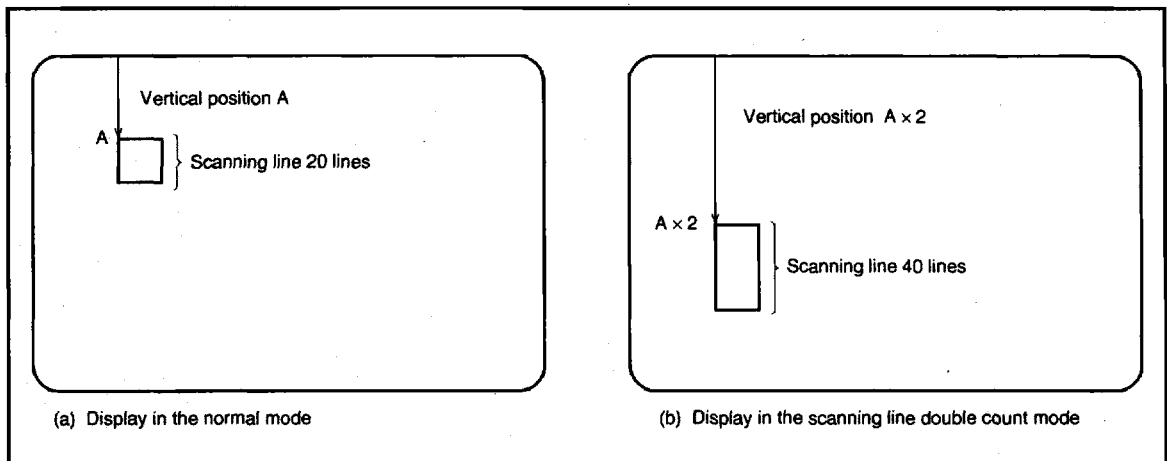 Vertical position A
A
Scanning line 20 lines
(a) Display in the normal mode
Vertical position A × 2
A × 2
Scanning line 40 lines
(b) Display in the scanning line double count mode